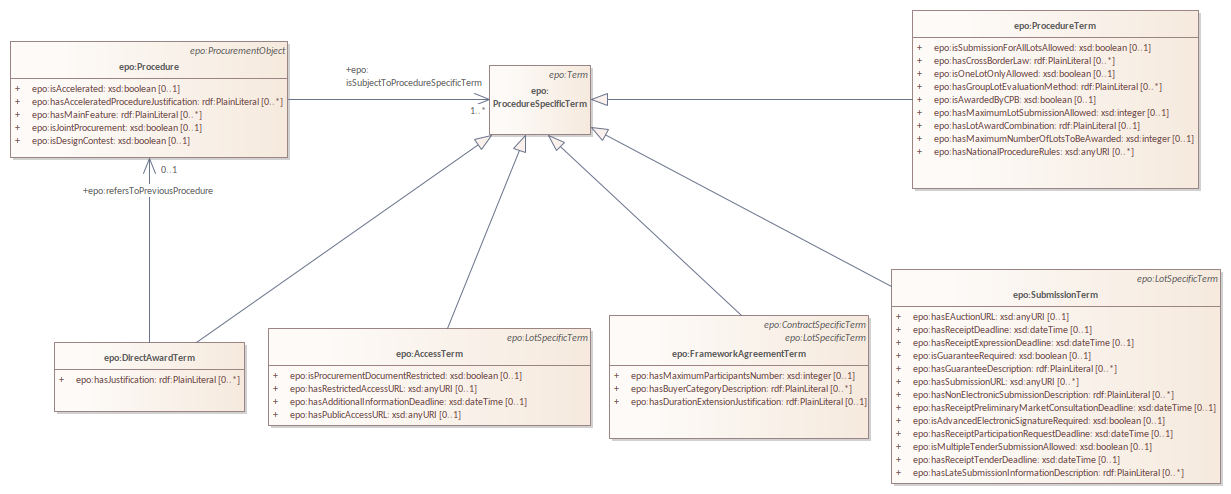 epo:ProcurementObject
epo:Procedure
+ epo:isAccelerated: xsd:boolean [0..1]
+ epo:hasAcceleratedProcedureJustification: rdf:PlainLiteral [0..*]
+ epo:hasMainFeature: rdf:PlainLiteral [0..*]
+ epo:isJointProcurement: xsd:boolean [0..1]
+ epo:isDesignContest: xsd:boolean [0..1]
+epo:
isSubjectToProcedureSpecificTerm
1..*
epo:Term
epo:
ProcedureSpecificTerm
epo:ProcedureTerm
+ epo:isSubmissionForAllLotsAllowed: xsd:boolean [0..1]
+ epo:hasCrossBorderLaw: rdf:PlainLiteral [0..*]
+ epo:isOneLotOnlyAllowed: xsd:boolean [0..1]
+ epo:hasGroupLotEvaluationMethod: rdf:PlainLiteral [0..*]
+ epo:isAwardedByCPB: xsd:boolean [0..1]
+ epo:hasMaximumLotSubmissionAllowed: xsd:integer [0..1]
+ epo:hasLotAwardCombination: rdf:PlainLiteral [0..1]
+ epo:hasMaximumNumberOfLotsToBeAwarded: xsd:integer [0..1]
+ epo:hasNationalProcedureRules: xsd:anyURI [0..*]
0..1
+epo:refersToPreviousProcedure
epo:DirectAwardTerm
+ epo:hasJustification: rdf:PlainLiteral [0..*]
epo:LotSpecificTerm
epo:AccessTerm
+ epo:isProcurementDocumentRestricted: xsd:boolean [0..1]
+ epo:hasRestrictedAccessURL: xsd:anyURI [0..1]
+ epo:hasAdditionalInformationDeadline: xsd:dateTime [0..1]
+ epo:hasPublicAccessURL: xsd:anyURI [0..1]
epo:ContractSpecificTerm
epo:LotSpecificTerm
epo:FrameworkAgreementTerm
+ epo:hasMaximumParticipantsNumber: xsd:integer [0..1]
+ epo:hasBuyerCategoryDescription: rdf:PlainLiteral [0..*]
+ epo:hasDurationExtensionJustification: rdf:PlainLiteral [0..1]
epo:LotSpecificTerm
epo:SubmissionTerm
+ epo:hasEAuctionURL: xsd:anyURI [0..1]
+ epo:hasReceiptDeadline: xsd:dateTime [0..1]
+ epo:hasReceiptExpressionDeadline: xsd:dateTime [0..1]
+ epo:isGuaranteeRequired: xsd:boolean [0..1]
+ epo:hasGuaranteeDescription: rdf:PlainLiteral [0..*]
+ epo:hasSubmissionURL: xsd:anyURI [0..*]
+ epo:hasNonElectronicSubmissionDescription: rdf:PlainLiteral [0..*]
+ epo:hasReceiptPreliminaryMarketConsultationDeadline: xsd:dateTime [0..1]
+ epo:isAdvancedElectronicSignatureRequired: xsd:boolean [0..1]
+ epo:hasReceiptParticipationRequestDeadline: xsd:dateTime [0..1]
+ epo:isMultipleTenderSubmissionAllowed: xsd:boolean [0..1]
+ epo:hasReceiptTenderDeadline: xsd:dateTime [0..1]
+ epo:hasLateSubmissionInformationDescription: rdf:PlainLiteral [0..*]